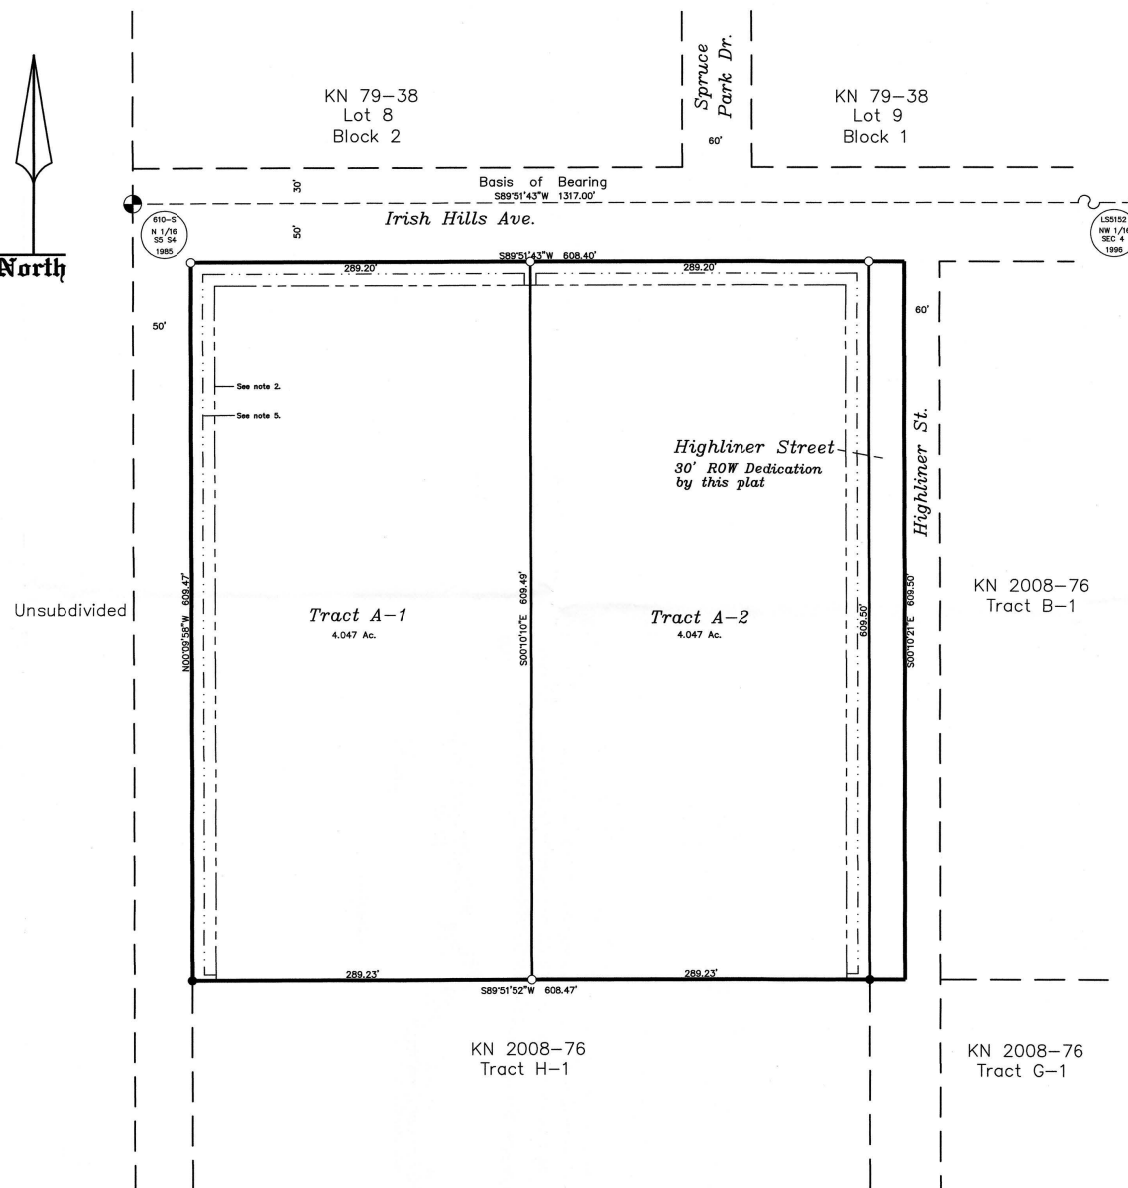 KN 79-38
Lot 8
Block 2
Spruce
Park Dr.
60'
KN 79-38
Lot 9
Block 1
30'
Basis of Bearing
S89°51'43"W 1317.00'
Irish Hills Ave.
50'
610-S
N 1/16
S5 S4
1985
LS5152
NW 1/16
SEC 4
1996
North
S89°51'43"W 608.40'
289.20'
289.20'
50'
60'
See note 2.
See note 5.
Highliner Street
30' ROW Dedication
by this plat
Highliner St.
N00°09'58"W 609.47'
S00°10'10"E 609.49'
609.50'
S00°10'21"E 609.50'
Unsubdivided
Tract A-1
4.047 Ac.
Tract A-2
4.047 Ac.
KN 2008-76
Tract B-1
289.23'
289.23'
S89°51'52"W 608.47'
KN 2008-76
Tract H-1
KN 2008-76
Tract G-1